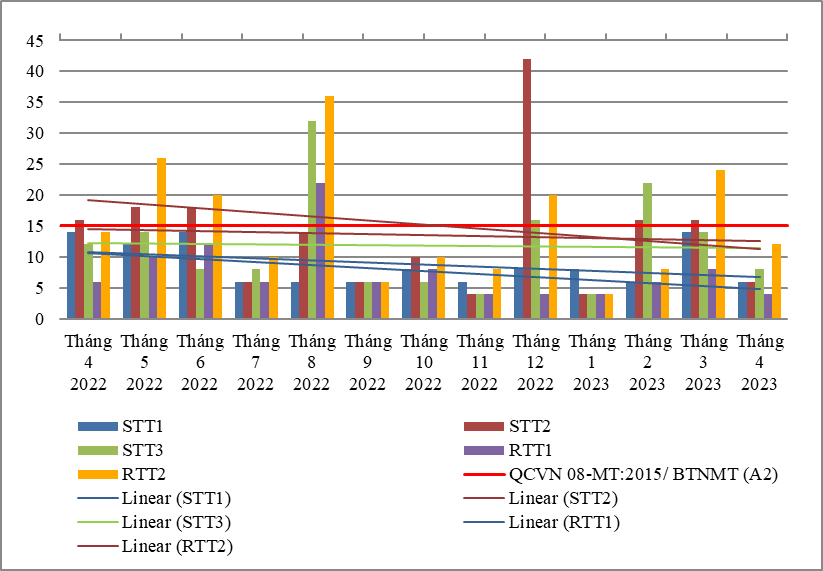 45
40
35
30
25
20
15
10
5
0
Tháng Tháng Tháng Tháng Tháng Tháng Tháng Tháng Tháng Tháng Tháng Tháng Tháng
4 5 6 7 8 9 10 11 12 1 2 3 4
2022 2022 2022 2022 2022 2022 2022 2022 2022 2023 2023 2023 2023
STT1 STT2
STT3 RTT1
RTT2 QCVN 08-MT:2015/ BTNMT (A2)
Linear (STT1) Linear (STT2)
Linear (STT3) Linear (RTT1)
Linear (RTT2)